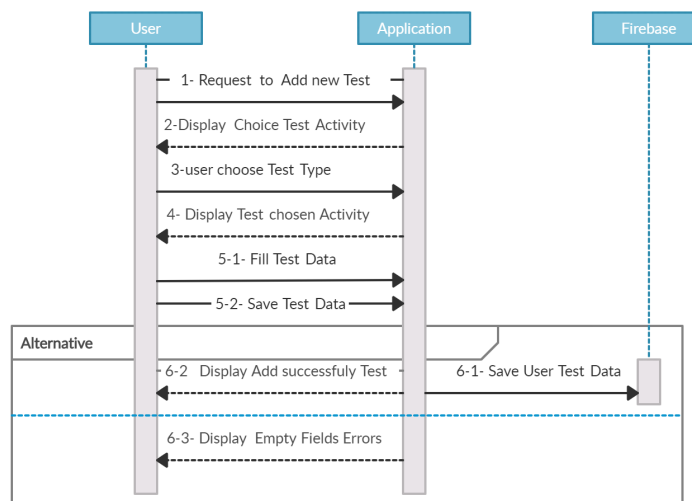 User
Application
Firebase
1- Request to Add new Test
2-Display Choice Test Activity
3-user choose Test Type
4- Display Test chosen Activity
5-1- Fill Test Data
5-2- Save Test Data
Alternative
6-2 Display Add successfuly Test
6-1- Save User Test Data
6-3- Display Empty Fields Errors